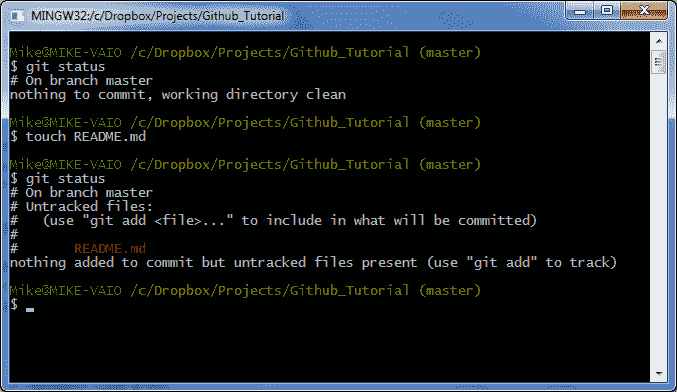 MINGW32:/c/Dropbox/Projects/Github_Tutorial
Mike@MIKE-VAIO /c/Dropbox/Projects/Github_Tutorial (master)
$ git status
# On branch master
nothing to commit, working directory clean
Mike@MIKE-VAIO /c/Dropbox/Projects/Github_Tutorial (master)
$ touch README.md
Mike@MIKE-VAIO /c/Dropbox/Projects/Github_Tutorial (master)
$ git status
# On branch master
# Untracked files:
#   (use "git add <file>..." to include in what will be committed)
#
#       README.md
nothing added to commit but untracked files present (use "git add" to track)
Mike@MIKE-VAIO /c/Dropbox/Projects/Github_Tutorial (master)
$